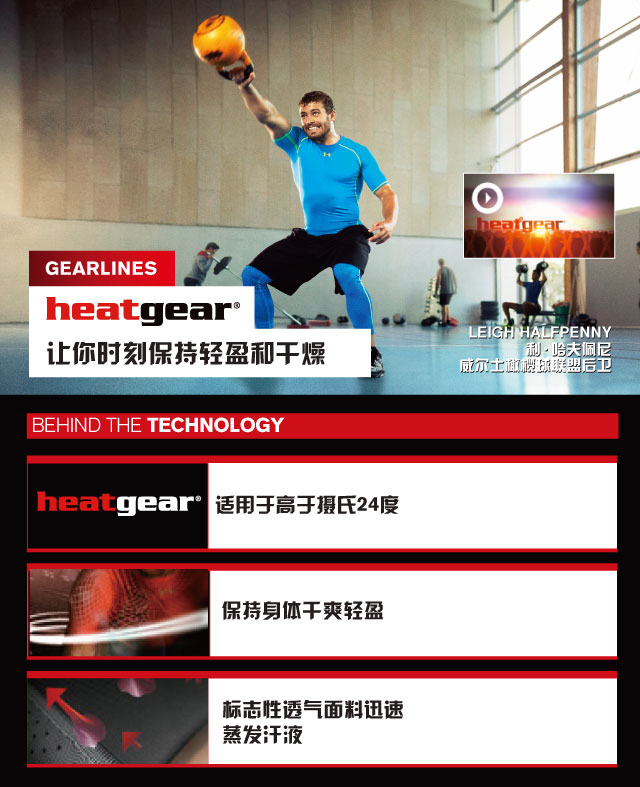 heatgear
GEARLINES
heatgear®
让你时刻保持轻盈和干燥
LEIGH HALFPENNY
利·哈夫佩尼
威尔士橄榄球联盟后卫
BEHIND THE TECHNOLOGY
heatgear®
适用于高于摄氏24度
保持身体干爽轻盈
标志性透气面料迅速
蒸发汗液